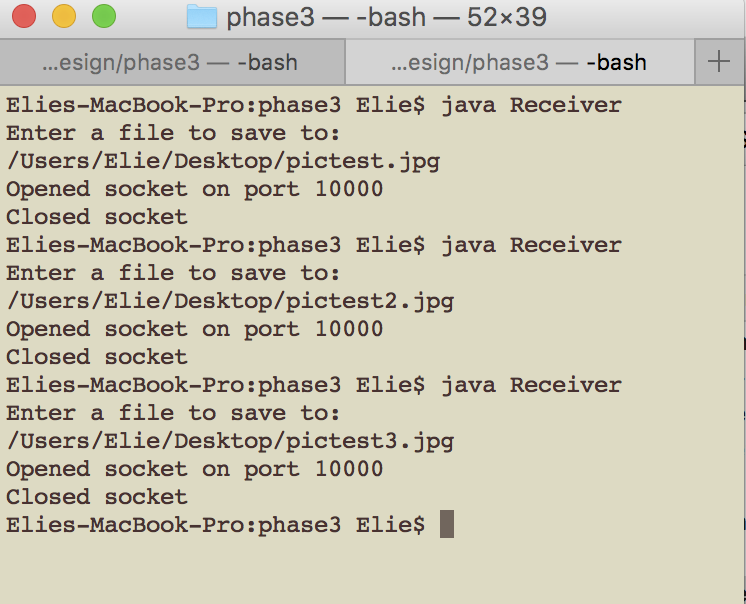 phase3 — -bash — 52×39
...esign/phase3 — -bash
...esign/phase3 — -bash
+
Elies-MacBook-Pro:phase3 Elie$ java Receiver
Enter a file to save to:
/Users/Elie/Desktop/pictest.jpg
Opened socket on port 10000
Closed socket
Elies-MacBook-Pro:phase3 Elie$ java Receiver
Enter a file to save to:
/Users/Elie/Desktop/pictest2.jpg
Opened socket on port 10000
Closed socket
Elies-MacBook-Pro:phase3 Elie$ java Receiver
Enter a file to save to:
/Users/Elie/Desktop/pictest3.jpg
Opened socket on port 10000
Closed socket
Elies-MacBook-Pro:phase3 Elie$